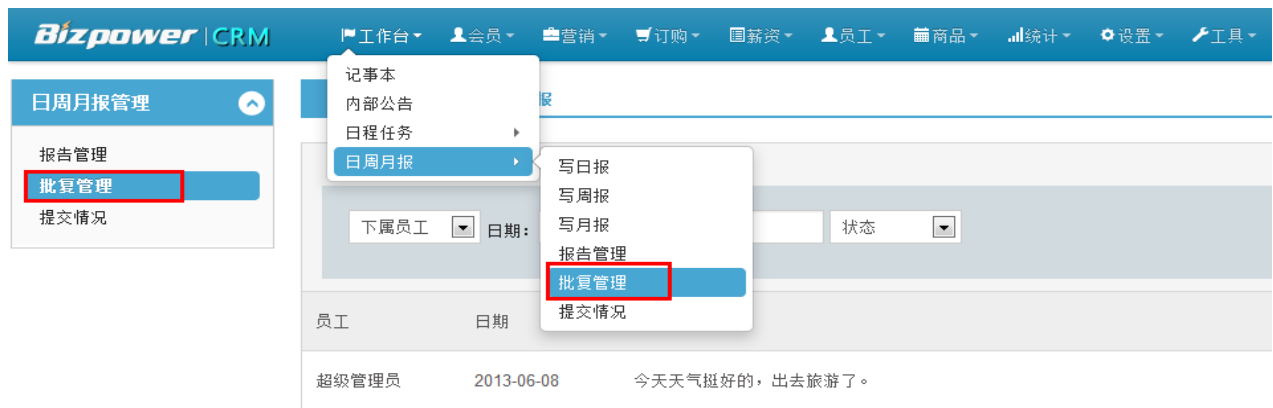 Bizpower | CRM 工作台 会员 营销 订购 薪资 员工 商品 统计 设置 工具
记事本
内部公告
日程任务
日周月报
写日报
写周报
写月报
报告管理
批复管理
提交情况
日周月报管理
报告管理
批复管理
提交情况
报
下属员工 日期： 状态
员工 日期
超级管理员 2013-06-08 今天天气挺好的，出去旅游了。